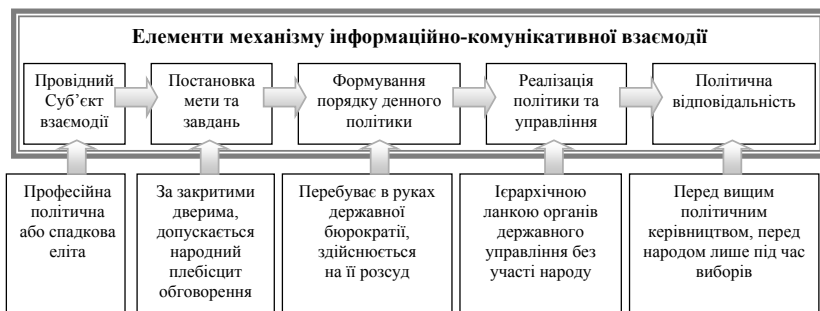 Елементи механізму інформаційно-комунікативної взаємодії
Провідний
Суб’єкт
взаємодії
Постановка
мети та
завдань
Формування
порядку денного
політики
Реалізація
політики та
управління
Політична
відповідальність
Професійна
політична
або спадкова
еліта
За закритими
дверима,
допускається
народний
плебісцит
обговорення
Перебуває в руках
державної
бюрократії,
здійснюється
на її розсуд
Ієрархічною
ланкою органів
державного
управління без
участі народу
Перед вищим
політичним
керівництвом, перед
народом лише під час
виборів